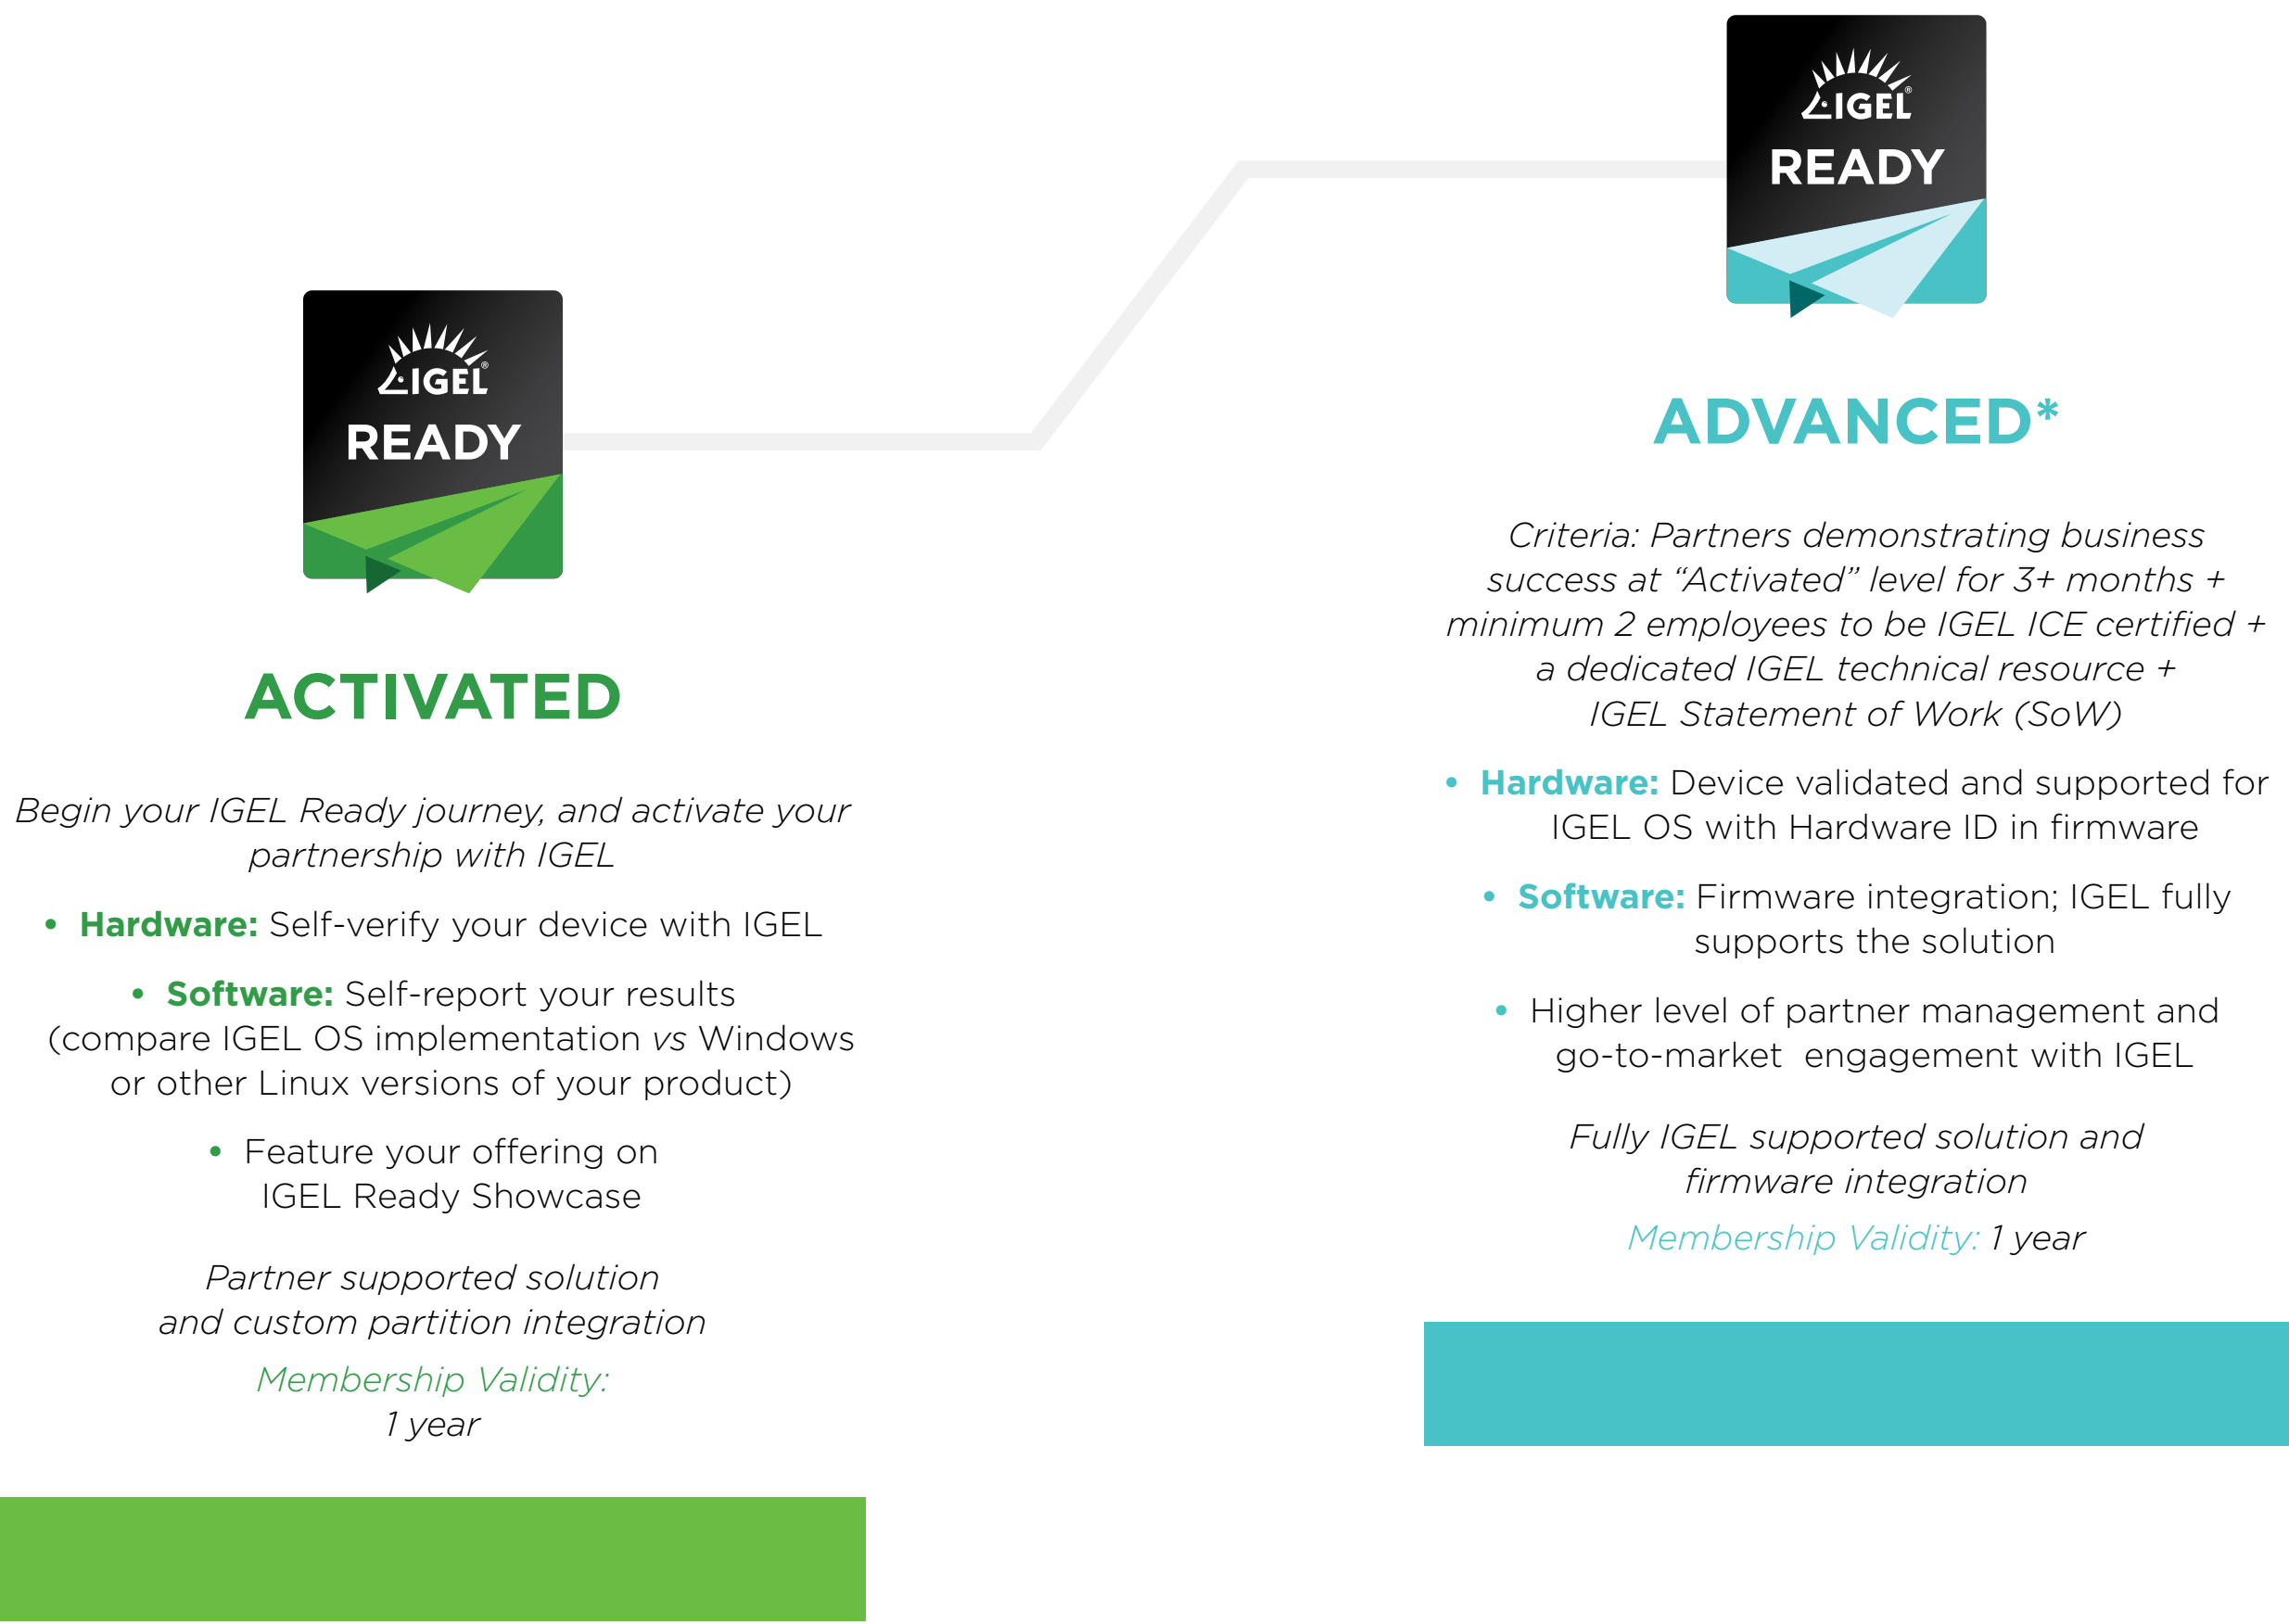 IGEL®
READY
ACTIVATED
Begin your IGEL Ready journey, and activate your
partnership with IGEL
• Hardware: Self-verify your device with IGEL
• Software: Self-report your results
(compare IGEL OS implementation vs Windows
or other Linux versions of your product)
• Feature your offering on
IGEL Ready Showcase
Partner supported solution
and custom partition integration
Membership Validity:
1 year
IGEL®
READY
ADVANCED*
Criteria: Partners demonstrating business
success at “Activated” level for 3+ months +
minimum 2 employees to be IGEL ICE certified +
a dedicated IGEL technical resource +
IGEL Statement of Work (SoW)
• Hardware: Device validated and supported for
IGEL OS with Hardware ID in firmware
• Software: Firmware integration; IGEL fully
supports the solution
• Higher level of partner management and
go-to-market engagement with IGEL
Fully IGEL supported solution and
firmware integration
Membership Validity: 1 year